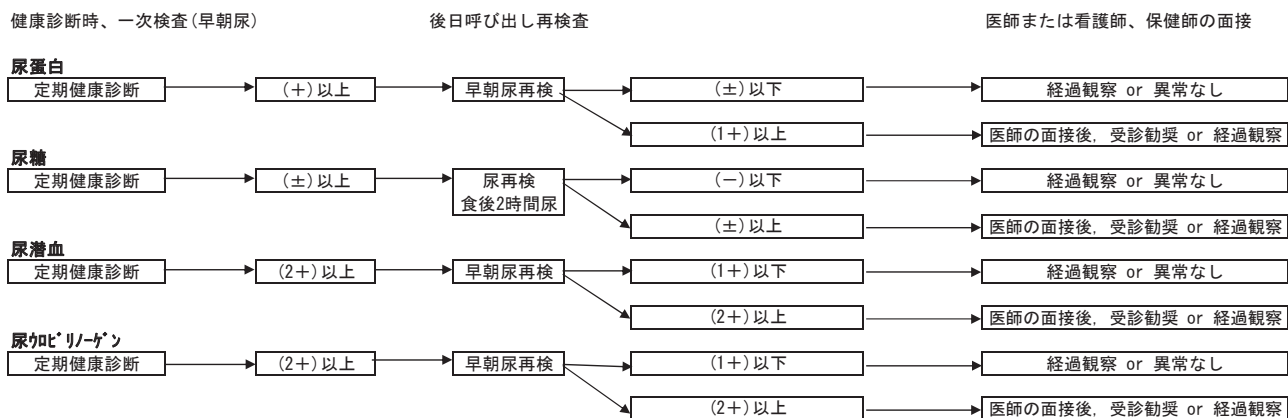 健康診断時、一次検査(早朝尿) 後日呼び出し再検査 医師または看護師、保健師の面接
尿蛋白
定期健康診断 (+)以上 早朝尿再検 (±)以下 経過観察 or 異常なし
(1+)以上 医師の面接後, 受診勧奨 or 経過観察
尿糖
定期健康診断 (±)以上 尿再検 (-)以下 経過観察 or 異常なし
食後2時間尿
(±)以上 医師の面接後, 受診勧奨 or 経過観察
尿潜血
定期健康診断 (2+)以上 早朝尿再検 (1+)以下 経過観察 or 異常なし
(2+)以上 医師の面接後, 受診勧奨 or 経過観察
尿ウロビリノーゲン
定期健康診断 (2+)以上 早朝尿再検 (1+)以下 経過観察 or 異常なし
(2+)以上 医師の面接後, 受診勧奨 or 経過観察